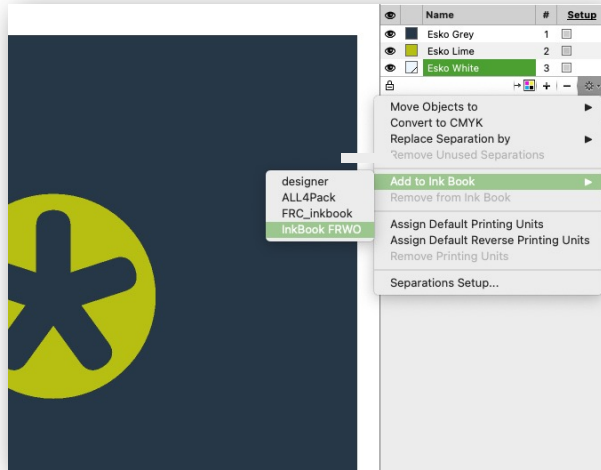 Name # Setup
Esko Grey 1
Esko Lime 2
Esko White 3
Move Objects to
Convert to CMYK
Replace Separation by
Remove Unused Separations
Add to Ink Book
Remove from Ink Book
designer
ALL4Pack
FRC_inkbook
InkBook FRWO
Assign Default Printing Units
Assign Default Reverse Printing Units
Remove Printing Units
Separations Setup...